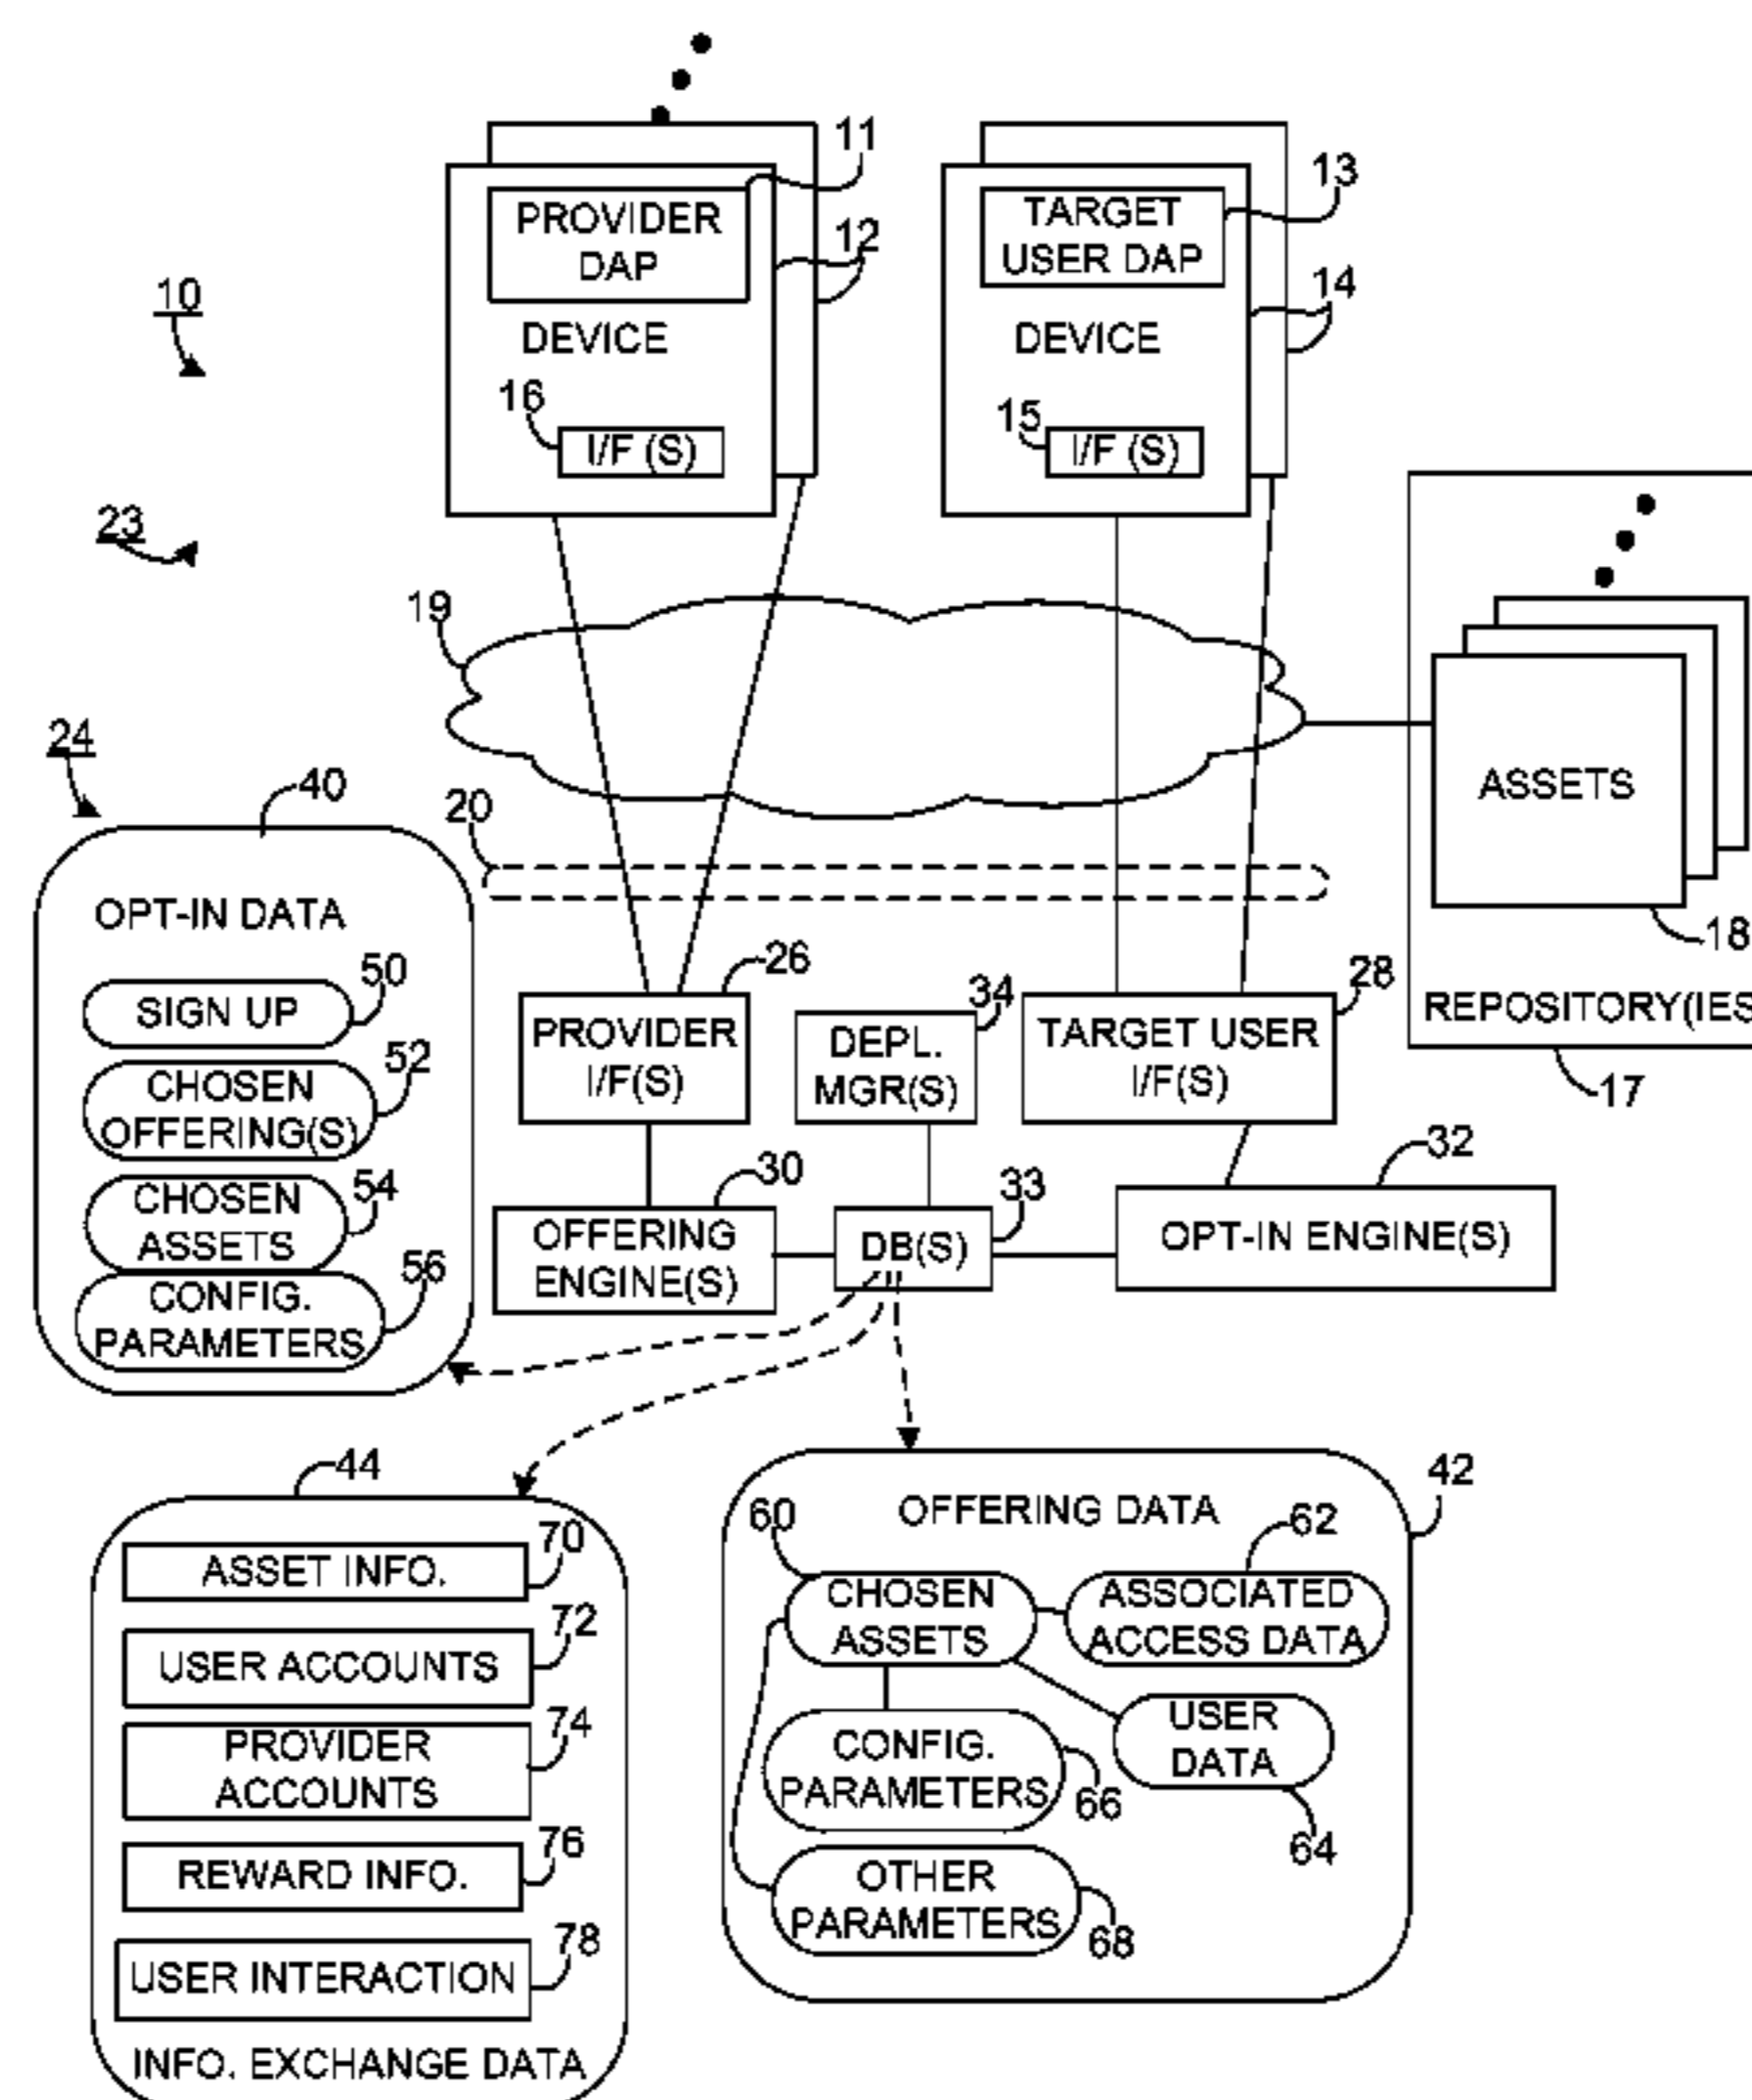 11
PROVIDER
DAP
12
DEVICE
16
I/F (S)
13
TARGET
USER DAP
14
DEVICE
15
I/F (S)
10
23
19
24
40
20
ASSETS
18
REPOSITORY(IES
17
OPT-IN DATA
50
SIGN UP
52
CHOSEN
OFFERING(S)
54
CHOSEN
ASSETS
56
CONFIG.
PARAMETERS
26
PROVIDER
I/F(S)
34
DEPL.
MGR(S)
28
TARGET USER
I/F(S)
30
OFFERING
ENGINE(S)
33
DB(S)
32
OPT-IN ENGINE(S)
44
70
ASSET INFO.
72
USER ACCOUNTS
74
PROVIDER
ACCOUNTS
76
REWARD INFO.
78
USER INTERACTION
INFO. EXCHANGE DATA
42
OFFERING DATA
60
CHOSEN
ASSETS
62
ASSOCIATED
ACCESS DATA
USER
DATA
64
CONFIG.
PARAMETERS
66
OTHER
PARAMETERS
68